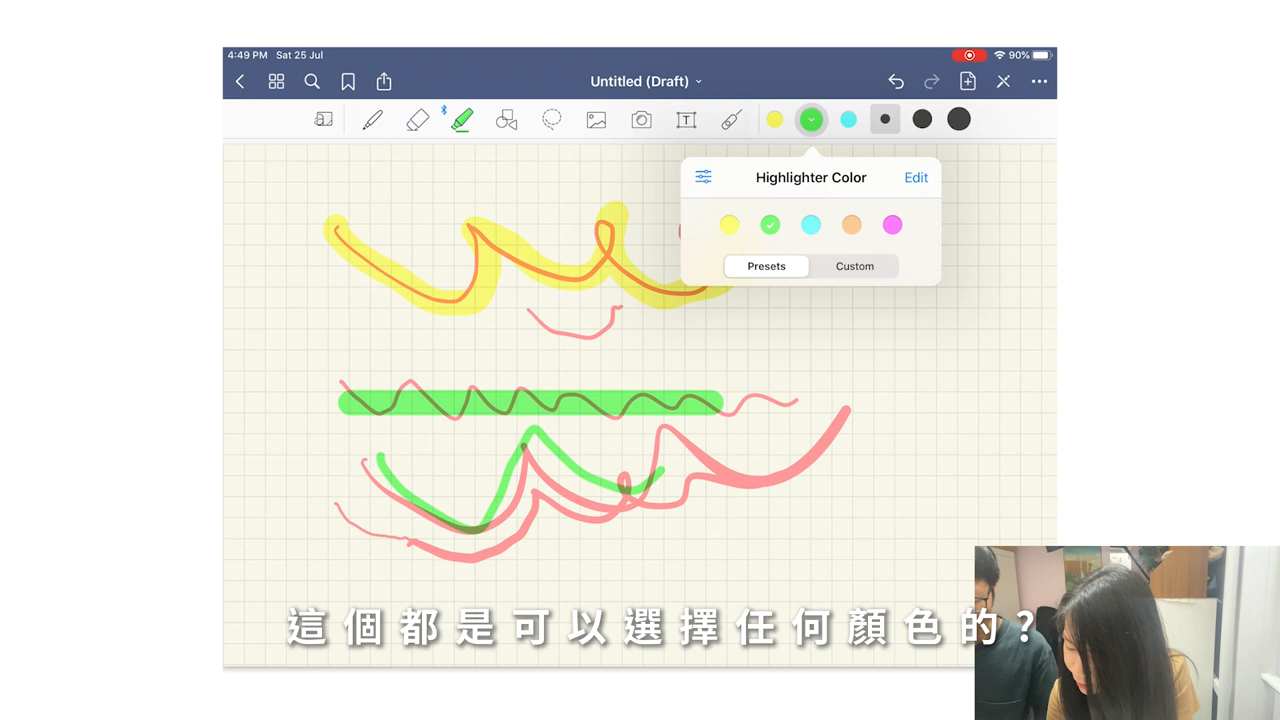 4:49 PM Sat 25 Jul
90%
Untitled (Draft)
T
Highlighter Color
Edit
Presets
Custom
這個都是可以選擇任何顏色的?